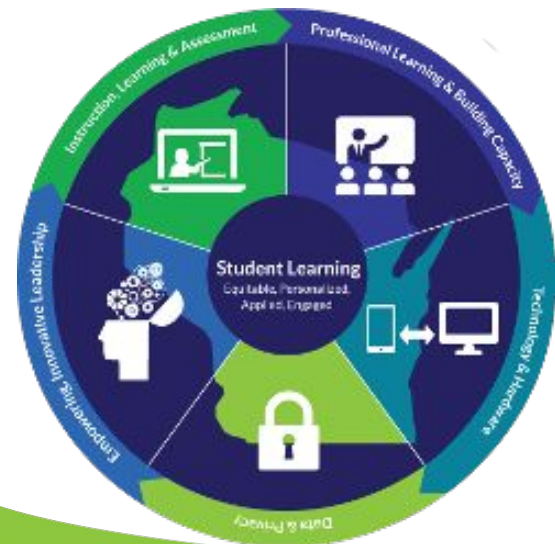 Instruction, Learning & Assessment
Professional Learning & Building Capacity
Technology & Hardware
Data & Privacy
Empowering, Innovative Leadership
Student Learning
Equitable, Personalized,
Applied, Engaged